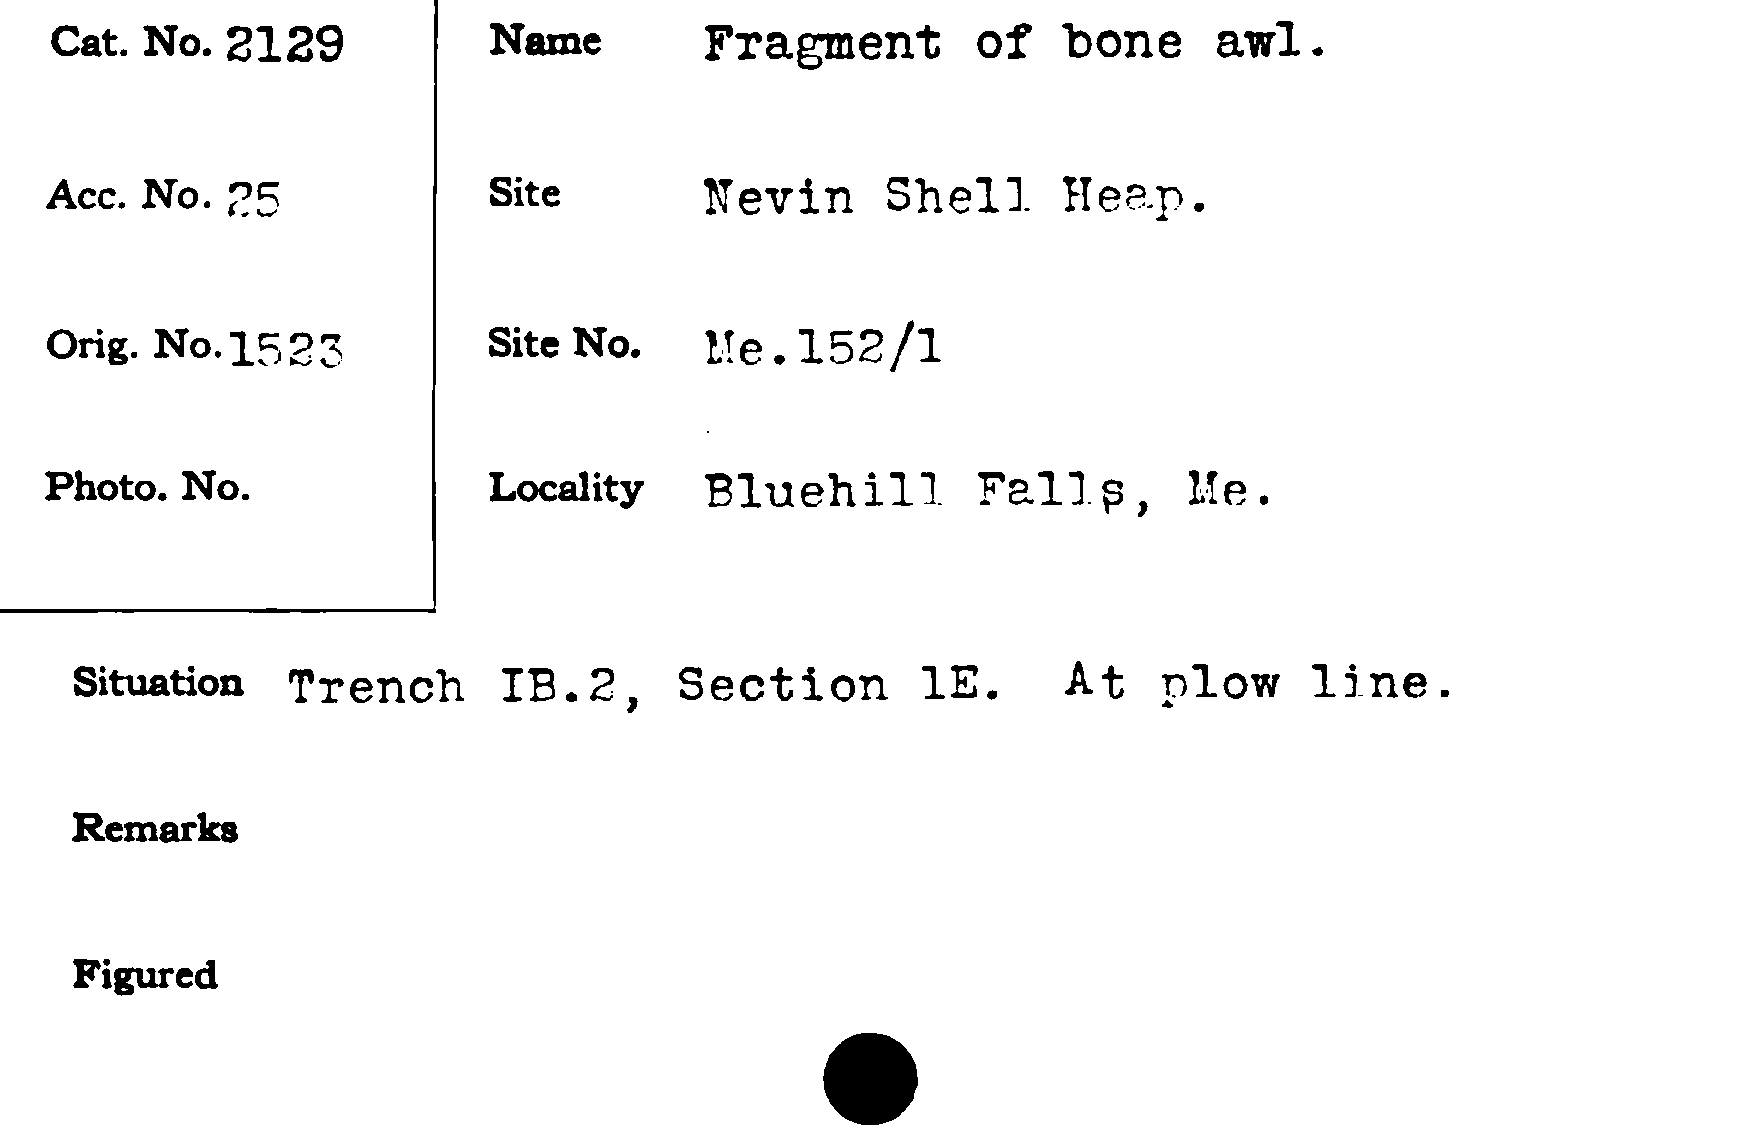 Cat. No. 2129
Name Fragment of bone awl.
Acc. No. 25
Site Nevin Shell Heap.
Orig. No. 1523
Site No. Me.152/1
Photo. No.
Locality Bluehill Falls, Me.
Situation Trench IB.2, Section 1E. At plow line.
Remarks
Figured